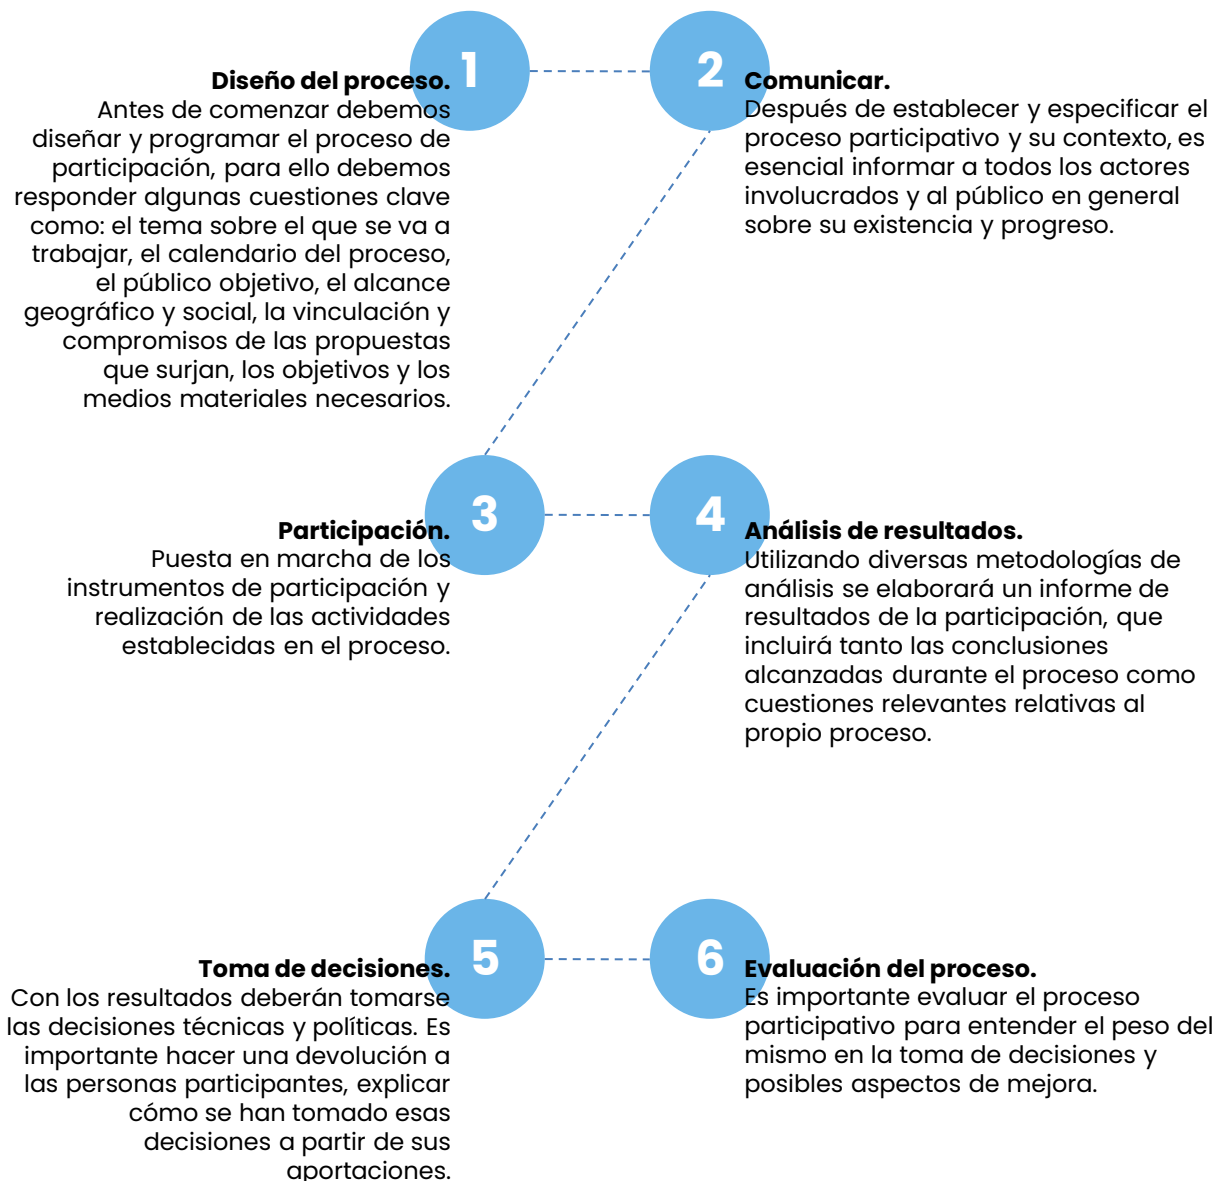 1
Diseño del proceso.
Antes de comenzar debemos
diseñar y programar el proceso de
participación, para ello debemos
responder algunas cuestiones clave
como: el tema sobre el que se va a
trabajar, el calendario del proceso,
el público objetivo, el alcance
geográfico y social, la vinculación y
compromisos de las propuestas
que surjan, los objetivos y los
medios materiales necesarios.
2
Comunicar.
Después de establecer y especificar el
proceso participativo y su contexto, es
esencial informar a todos los actores
involucrados y al público en general
sobre su existencia y progreso.
3
Participación.
Puesta en marcha de los
instrumentos de participación y
realización de las actividades
establecidas en el proceso.
4
Análisis de resultados.
Utilizando diversas metodologías de
análisis se elaborará un informe de
resultados de la participación, que
incluirá tanto las conclusiones
alcanzadas durante el proceso como
cuestiones relevantes relativas al
propio proceso.
5
Toma de decisiones.
Con los resultados deberán tomarse
las decisiones técnicas y políticas. Es
importante hacer una devolución a
las personas participantes, explicar
cómo se han tomado esas
decisiones a partir de sus
aportaciones.
6
Evaluación del proceso.
Es importante evaluar el proceso
participativo para entender el peso del
mismo en la toma de decisiones y
posibles aspectos de mejora.